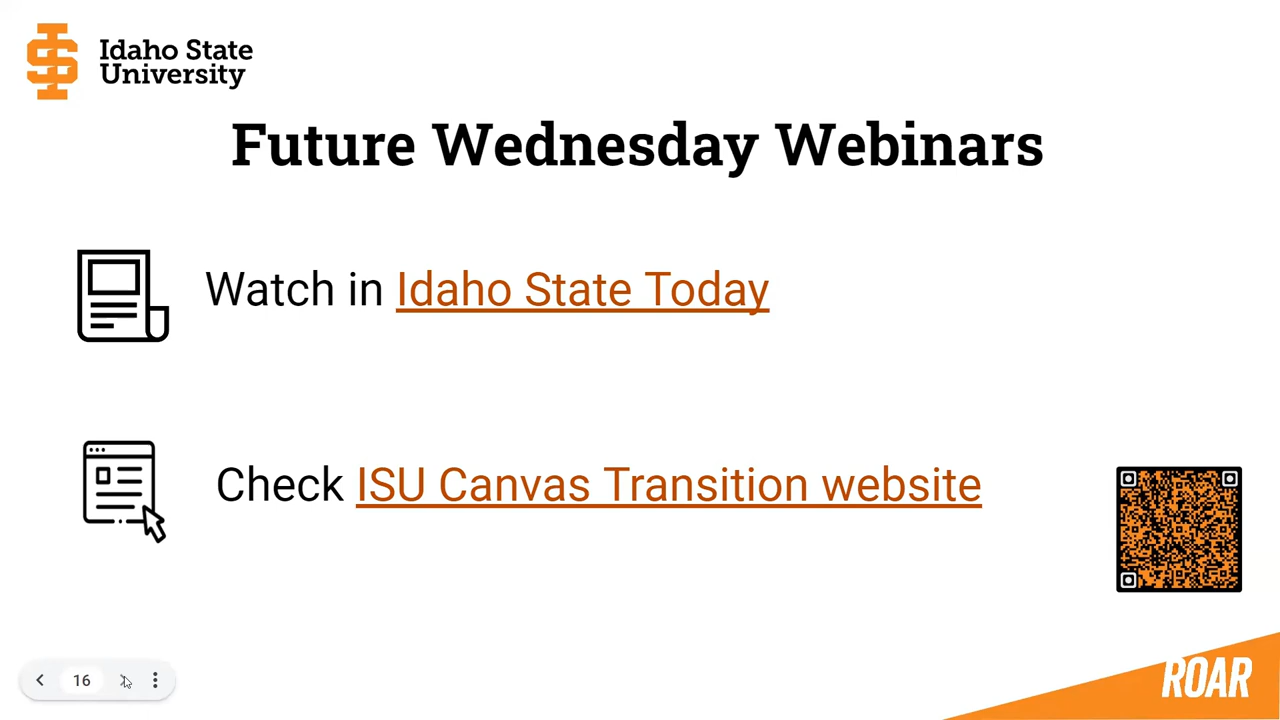 Idaho State
University
Future Wednesday Webinars
Watch in Idaho State Today
Check ISU Canvas Transition website
16
ROAR